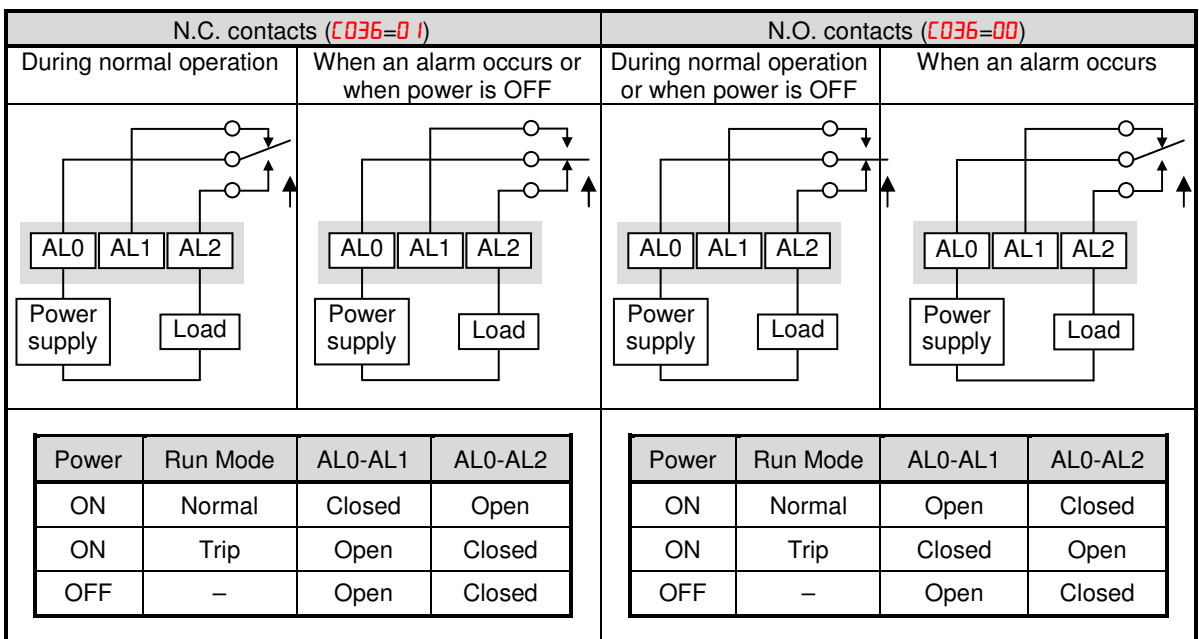 N.C. contacts (C036=01)
N.O. contacts (C036=00)
During normal operation
When an alarm occurs or
when power is OFF
During normal operation
or when power is OFF
When an alarm occurs
AL0 AL1 AL2
Power
supply
Load
AL0 AL1 AL2
Power
supply
Load
AL0 AL1 AL2
Power
supply
Load
AL0 AL1 AL2
Power
supply
Load
Power Run Mode AL0-AL1 AL0-AL2
ON Normal Closed Open
ON Trip Open Closed
OFF – Open Closed
Power Run Mode AL0-AL1 AL0-AL2
ON Normal Open Closed
ON Trip Closed Open
OFF – Open Closed